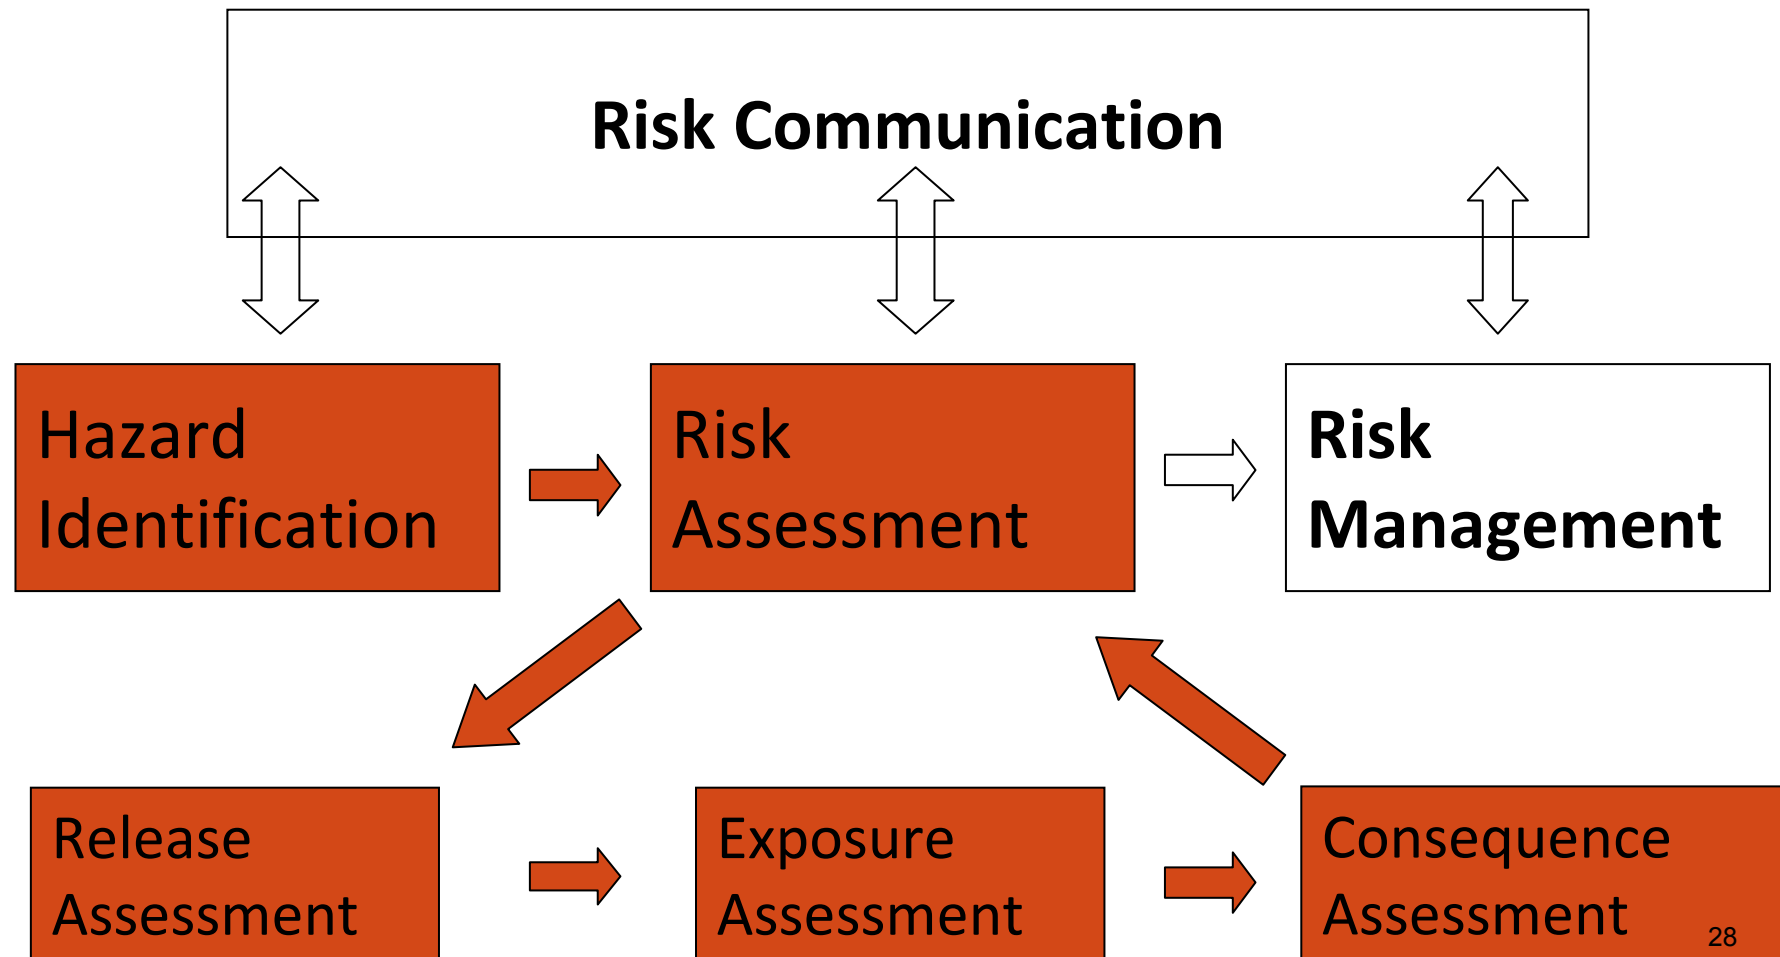 Risk Communication
Hazard
Identification
Risk
Assessment
Risk
Management
Release
Assessment
Exposure
Assessment
Consequence
Assessment
28